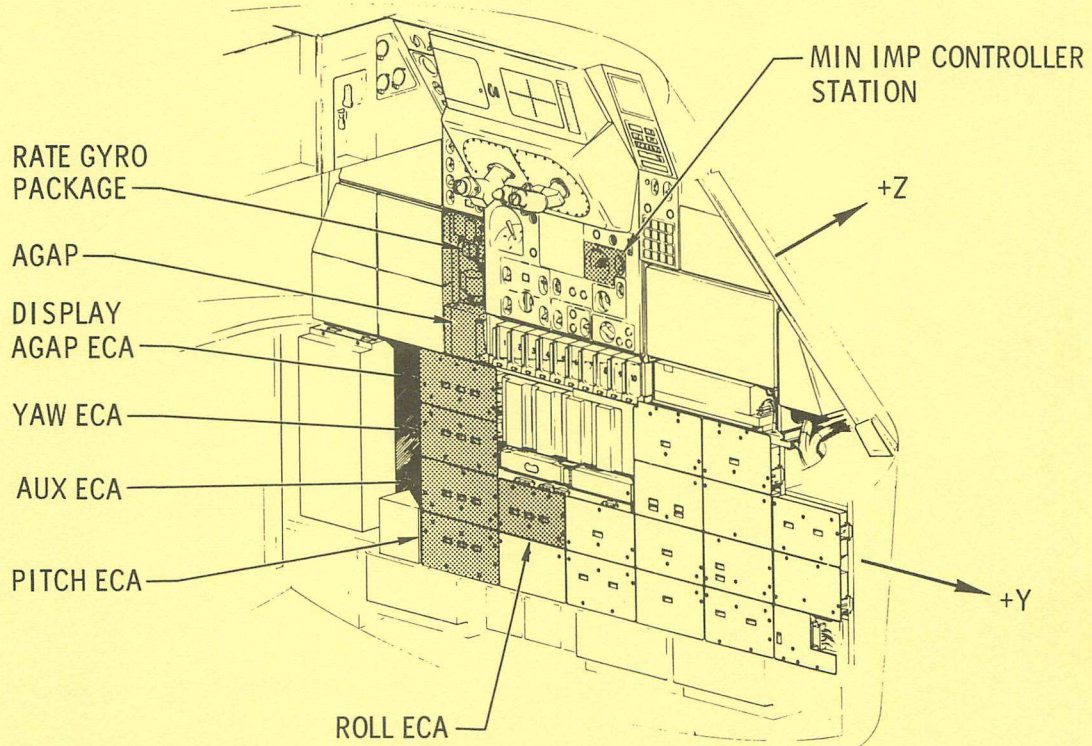 MIN IMP CONTROLLER
STATION
RATE GYRO
PACKAGE
+Z
AGAP
DISPLAY
AGAP ECA
YAW ECA
AUX ECA
PITCH ECA
+Y
ROLL ECA